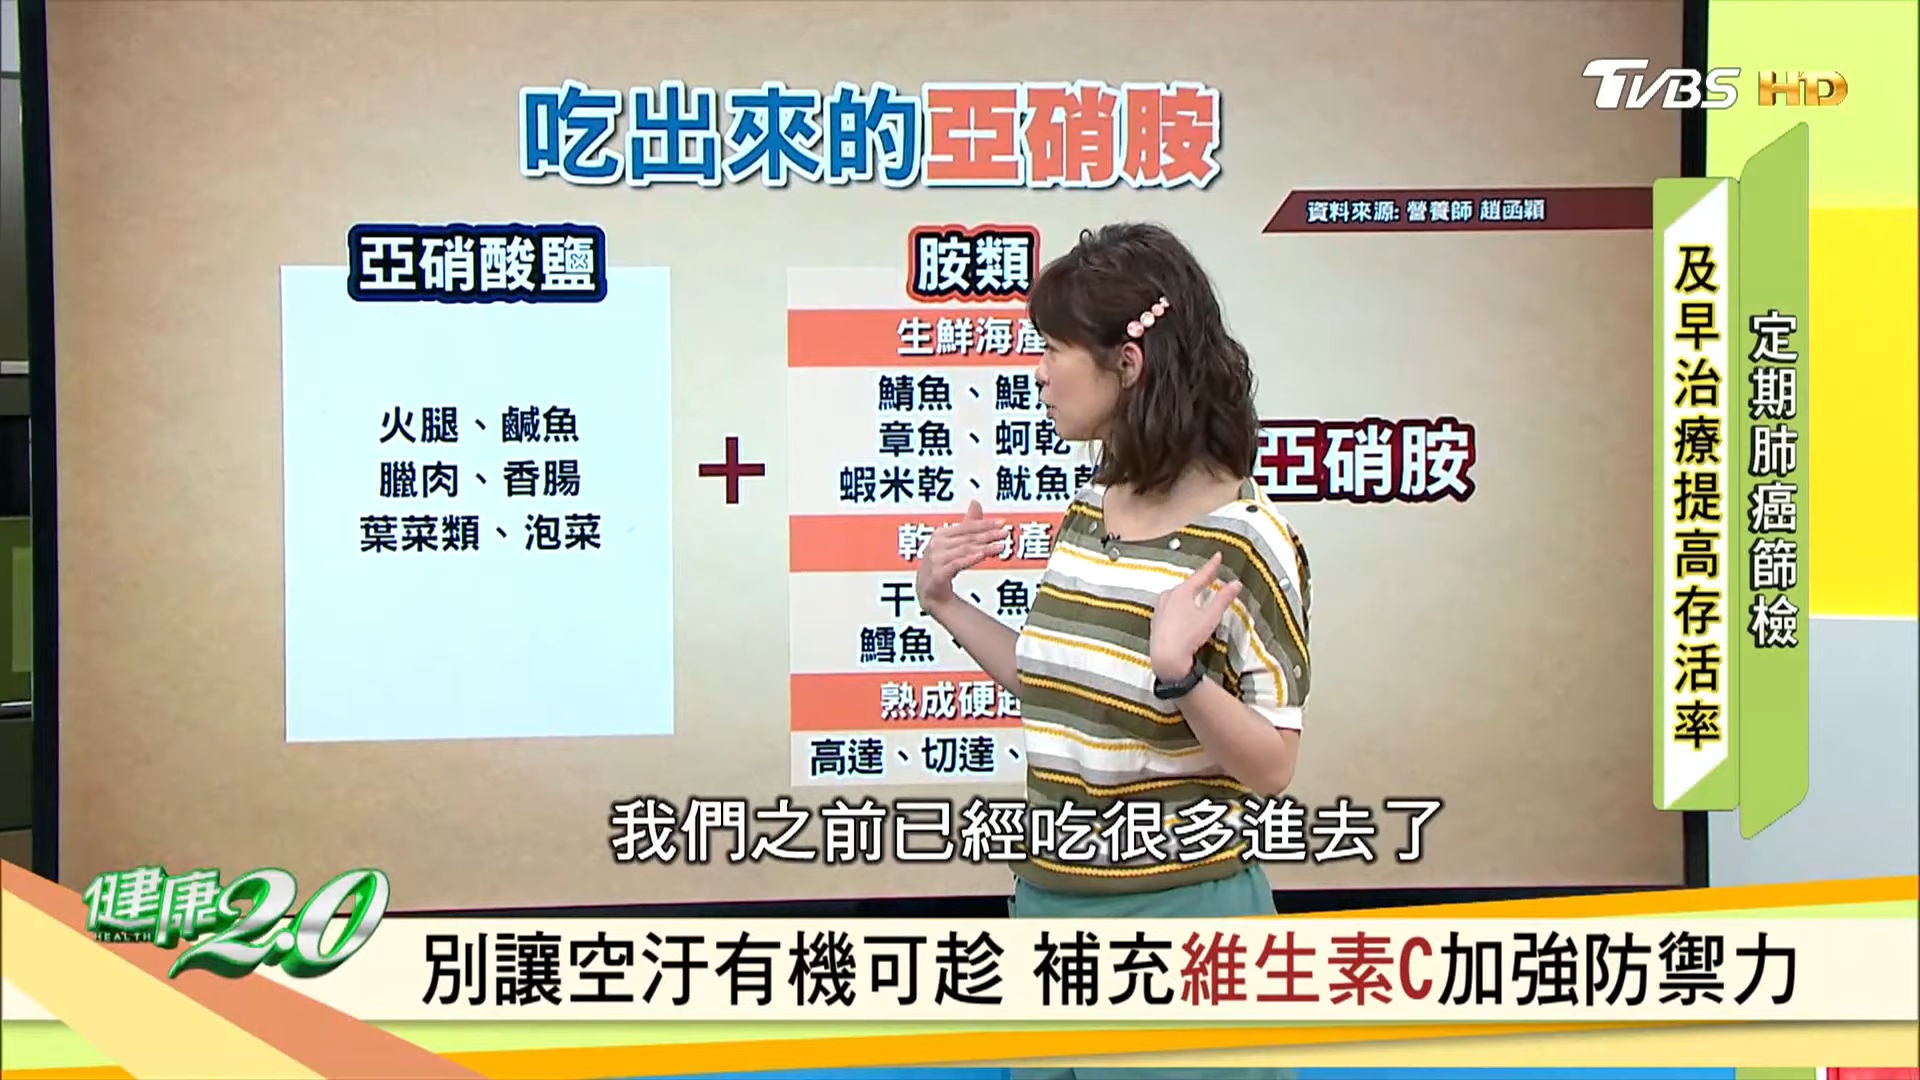 TVBS HD
吃出來的亞硝胺
資料來源: 營養師 趙函穎
亞硝酸鹽
火腿、鹹魚
臘肉、香腸
葉菜類、泡菜
+
胺類
生鮮海產
鯖魚、鯷
章魚、蚵乾
蝦米乾、魷魚乾
海產
干、魚
鱈魚、
熟成硬起
高達、切達、
亞硝胺
定期肺癌篩檢
及早治療提高存活率
我們之前已經吃很多進去了
健康2.0
HEALTH
別讓空汙有機可趁 補充維生素C加強防禦力